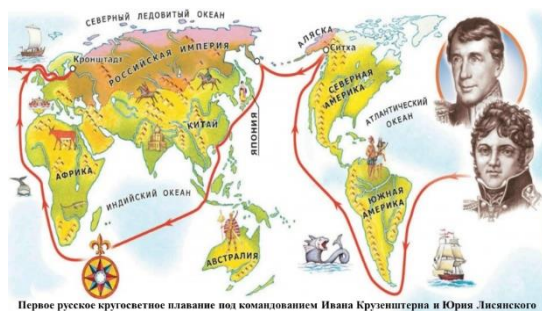 СЕВЕРНЫЙ ЛЕДОВИТЫЙ ОКЕАН
АЛЯСКА
Кронштадт
РОССИЙСКАЯ ИМПЕРИЯ
Ситха
СЕВЕРНАЯ
АМЕРИКА
АТЛАНТИЧЕСКИЙ
ОКЕАН
ЯПОНИЯ
КИТАЙ
АФРИКА
ИНДИЙСКИЙ ОКЕАН
ЮЖНАЯ
АМЕРИКА
АВСТРАЛИЯ
Первое русское кругосветное плавание под командованием Ивана Крузенштерна и Юрия Лисянского